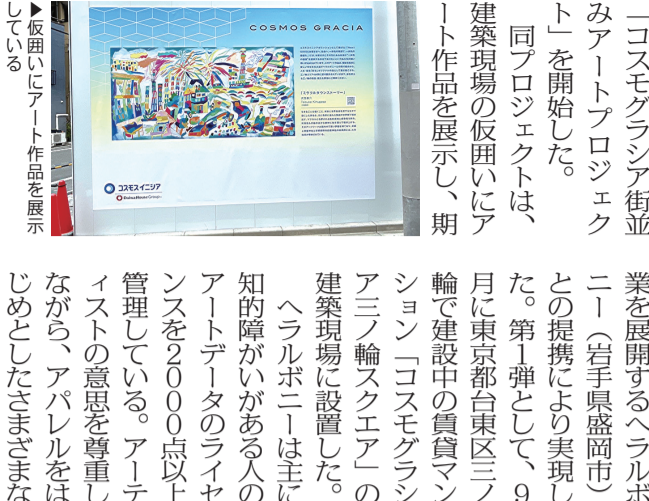 「コスモグラシア街並
みアートプロジェク
ト」を開始した。
同プロジェクトは、
建築現場の仮囲いにア
ート作品を展示し、期
COSMOS GRACIA
コスモスイニシア
Daiwa House Group
▶仮囲いにアート作品を展示
している
業を展開するヘラルボ
ニー（岩手県盛岡市）
との提携により実現し
た。第1弾として、9
月に東京都台東区三ノ
輪で建設中の賃貸マン
ション「コスモグラシ
ア三ノ輪スクエア」の
建築現場に設置した。
ヘラルボニーは主に
知的障がいがある人の
アートデータのライセ
ンスを2000点以上
管理している。アーテ
ィストの意思を尊重し
ながら、アパレルをは
じめとしたさまざまな